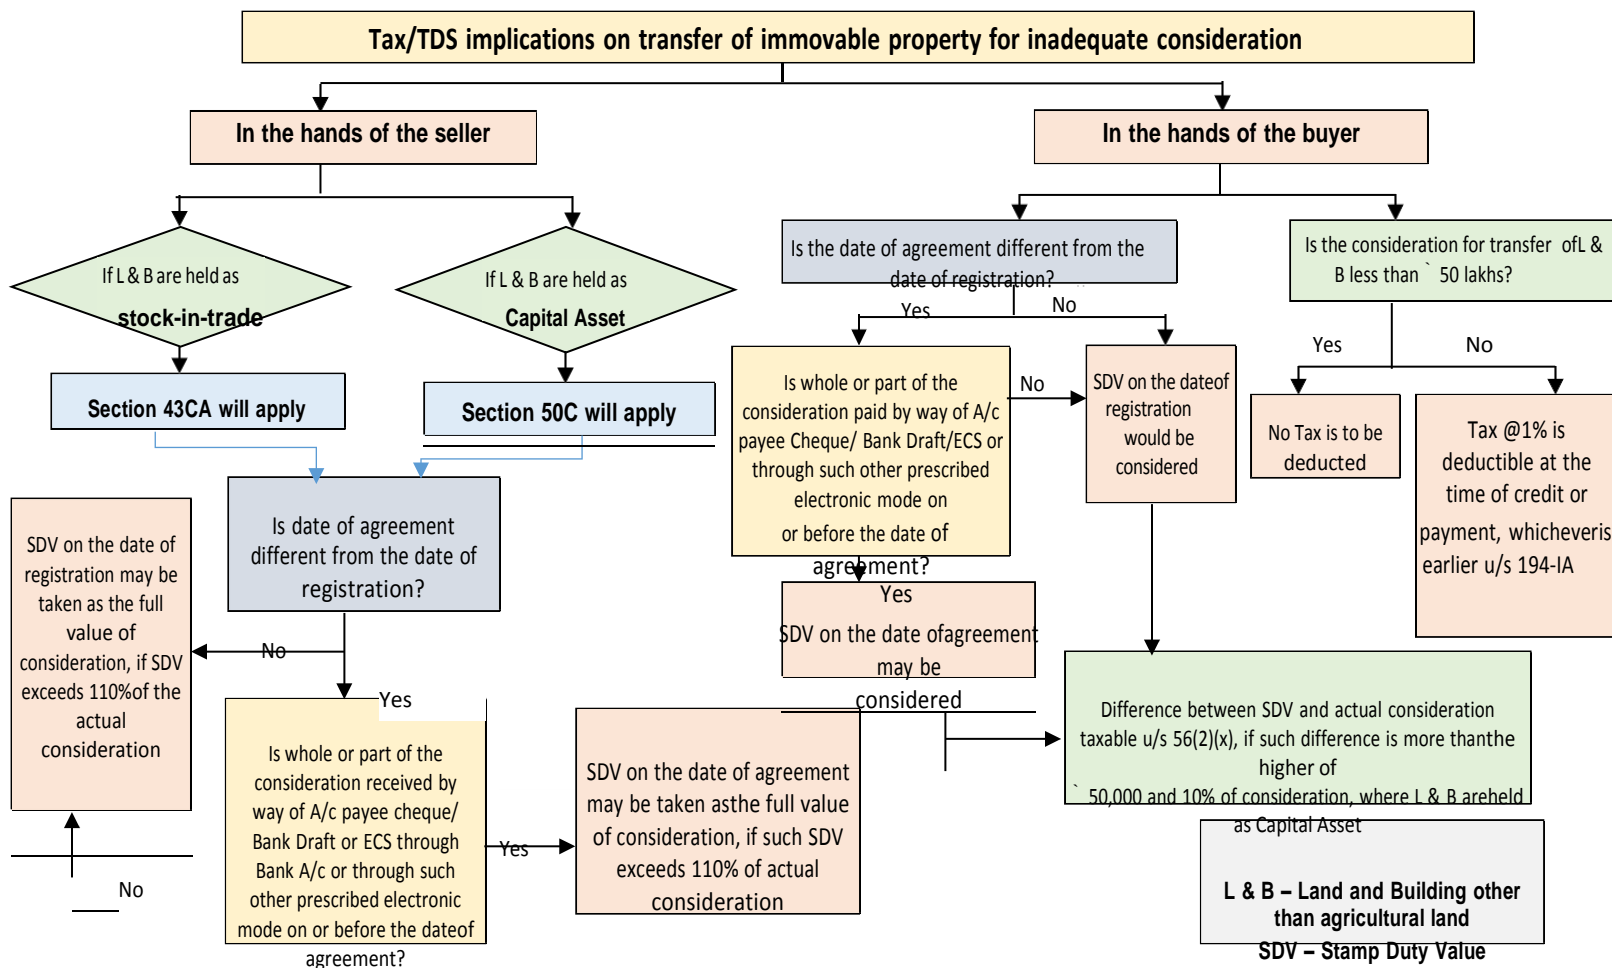 Tax/TDS implications on transfer of immovable property for inadequate consideration
In the hands of the seller
In the hands of the buyer
If L & B are held as
stock-in-trade
If L & B are held as
Capital Asset
Section 43CA will apply
Section 50C will apply
Is date of agreement
different from the date of
registration?
No
SDV on the date of
registration may be
taken as the full
value of
consideration, if SDV
exceeds 110%of the
actual
consideration
No
Yes
Is whole or part of the
consideration received by
way of A/c payee cheque/
Bank Draft or ECS through
Bank A/c or through such
other prescribed electronic
mode on or before the dateof
agreement?
Yes
SDV on the date of agreement
may be taken asthe full value
of consideration, if such SDV
exceeds 110% of actual
consideration
Is the date of agreement different from the
date of registration?
Yes
No
Is whole or part of the
consideration paid by way of A/c
payee Cheque/ Bank Draft/ECS or
through such other prescribed
electronic mode on
or before the date of
agreement?
No
SDV on the dateof
registration
would be
considered
Yes
SDV on the date ofagreement
may be
considered
Difference between SDV and actual consideration
taxable u/s 56(2)(x), if such difference is more thanthe
higher of
` 50,000 and 10% of consideration, where L & B areheld
as Capital Asset
Is the consideration for transfer ofL &
B less than ` 50 lakhs?
Yes
No
No Tax is to be
deducted
Tax @1% is
deductible at the
time of credit or
payment, whicheveris
earlier u/s 194-IA
L & B – Land and Building other
than agricultural land
SDV – Stamp Duty Value